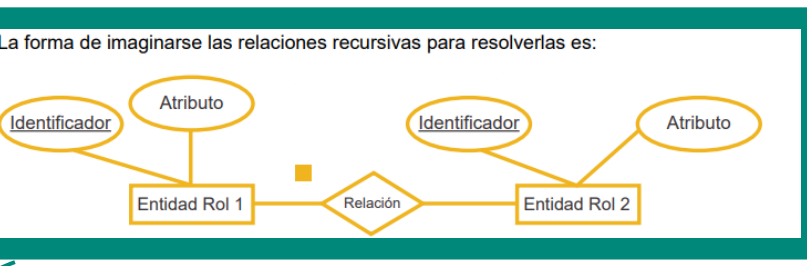 La forma de imaginarse las relaciones recursivas para resolverlas es:
Identificador
Atributo
Identificador
Atributo
Entidad Rol 1
Relación
Entidad Rol 2